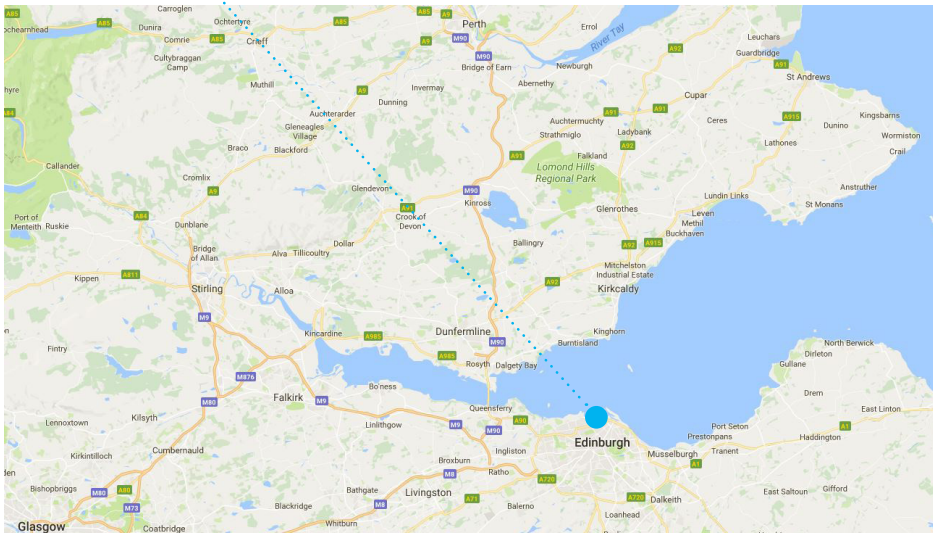 Carroglen
A85
Ochtertyre
A85
A9
Perth
Errol
River Tay
Leuchars
A85
Dunira
A85
Crieff
M90
A92
Guardbridge
Comrie
A9
M90
A91
Cultybraggan
Camp
Bridge of Earn
Newburgh
St Andrews
Muthill
A9
Invermay
Abernethy
Cupar
Dunning
A91
A91
A915
Kingsbarns
A84
Auchterarder
Auchtermuchty
Ceres
Dunino
Gleneagles
Village
Strathmiglo
Ladybank
Wormiston
Braco
Blackford
A92
Lathones
Crail
A91
Falkland
Callander
Lomond Hills
Regional Park
Cromlix
Glendevon
M90
Anstruther
A9
Kinross
Lundin Links
Port of
Menteith
Ruskie
A84
A91
Crook of
Devon
Glenrothes
Leven
St Monans
Dunblane
Methil
Buckhaven
Bridge
of Allan
Dollar
Ballingry
A92
A915
Alva
Tillicoultry
Mitchelston
Industrial Estate
Kippen
A811
A92
Stirling
Alloa
Kirkcaldy
M9
Kincardine
A985
Dunfermline
M90
Kinghorn
Burntisland
North Berwick
Fintry
A985
Dirleton
Rosyth
Dalgety Bay
Gullane
M876
Bo'ness
Drem
Falkirk
M9
M80
Queensferry
East Linton
Kilsyth
A90
Lennoxtown
Linlithgow
M9
M90
Port Seton
A1
Prestonpans
Haddington
Edinburgh
Cumbernauld
Ingliston
Tranent
Kirkintilloch
Broxburn
Musselburgh
A1
M8
Ratho
A720
Bishopbriggs
M80
A80
Bathgate
Livingston
A71
A720
Dalkeith
East Saltoun
Gifford
M73
Blackridge
M8
Balerno
Loanhead
Glasgow
Coatbridge
Whitburn